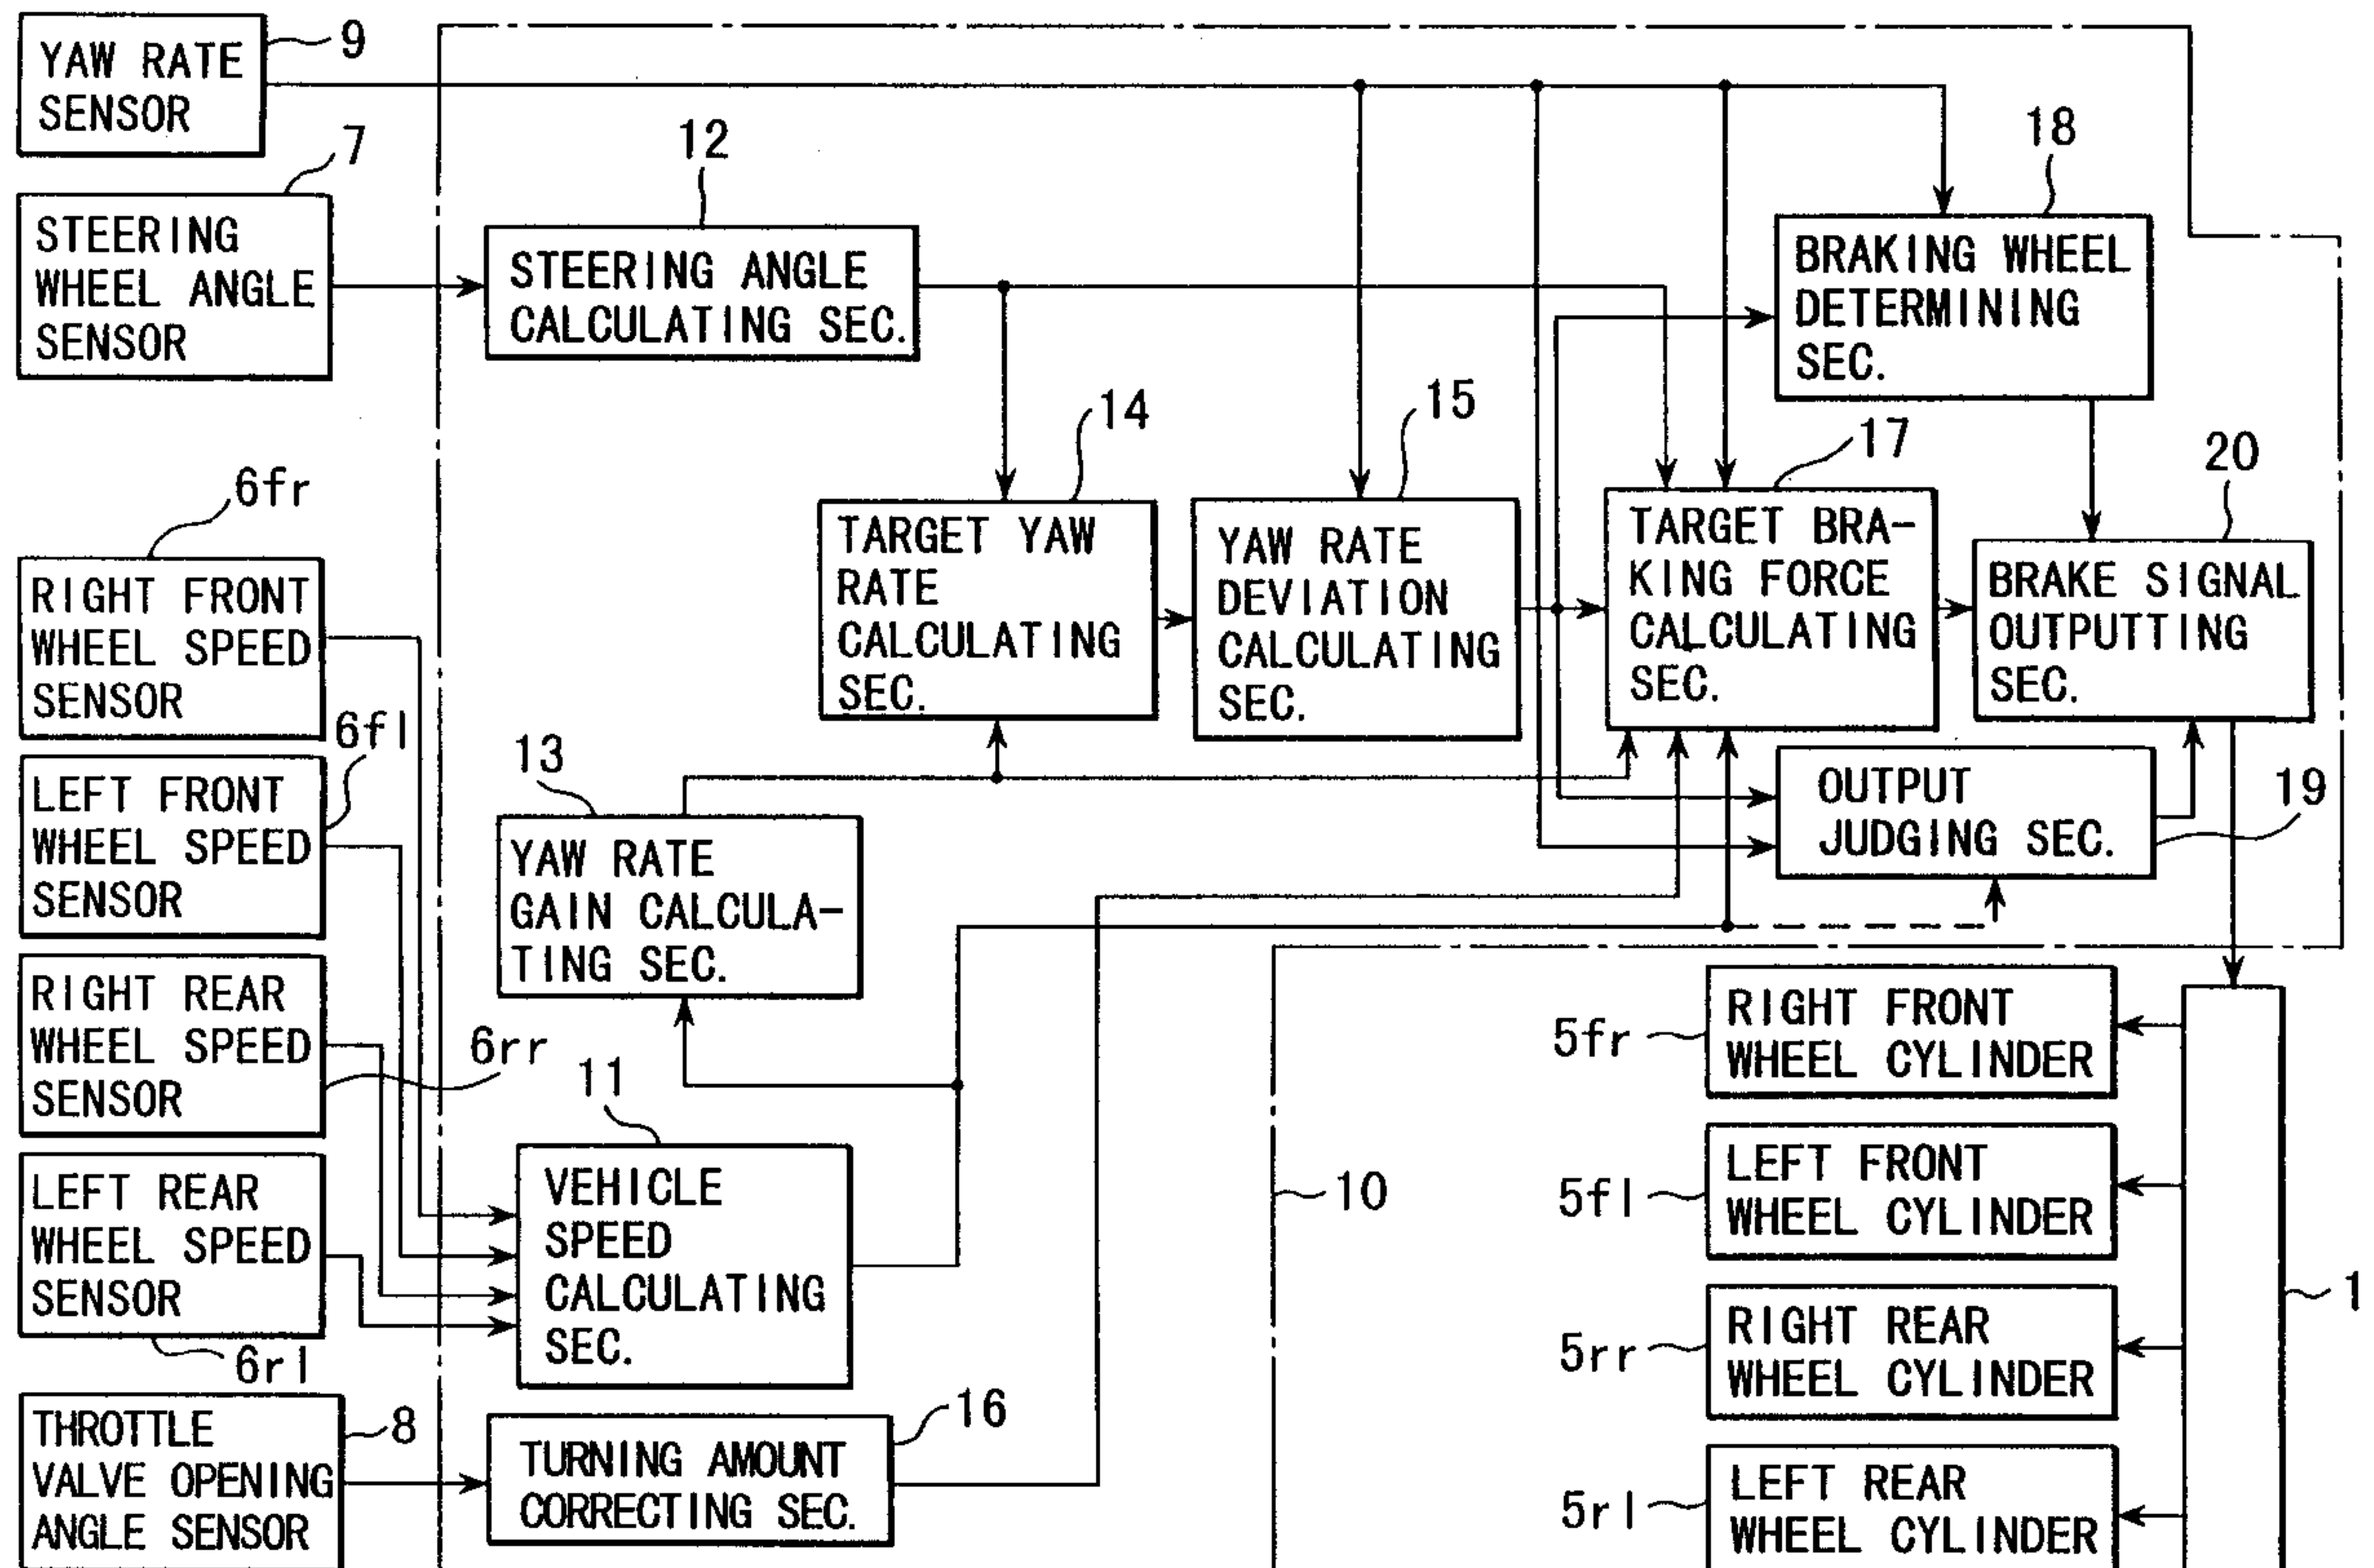 YAW RATE
SENSOR
9
7
STEERING
WHEEL ANGLE
SENSOR
12
STEERING ANGLE
CALCULATING SEC.
18
BRAKING WHEEL
DETERMINING
SEC.
14
TARGET YAW
RATE
CALCULATING
SEC.
15
YAW RATE
DEVIATION
CALCULATING
SEC.
17
TARGET BRA-
KING FORCE
CALCULATING
SEC.
20
BRAKE SIGNAL
OUTPUTTING
SEC.
6fr
RIGHT FRONT
WHEEL SPEED
SENSOR
6fl
LEFT FRONT
WHEEL SPEED
SENSOR
13
YAW RATE
GAIN CALCULA-
TING SEC.
OUTPUT
JUDGING SEC.
19
RIGHT REAR
WHEEL SPEED
SENSOR
6rr
11
VEHICLE
SPEED
CALCULATING
SEC.
LEFT REAR
WHEEL SPEED
SENSOR
6rl
10
5fr
RIGHT FRONT
WHEEL CYLINDER
5fl
LEFT FRONT
WHEEL CYLINDER
5rr
RIGHT REAR
WHEEL CYLINDER
5rl
LEFT REAR
WHEEL CYLINDER
1
THROTTLE
VALVE OPENING
ANGLE SENSOR
8
16
TURNING AMOUNT
CORRECTING SEC.